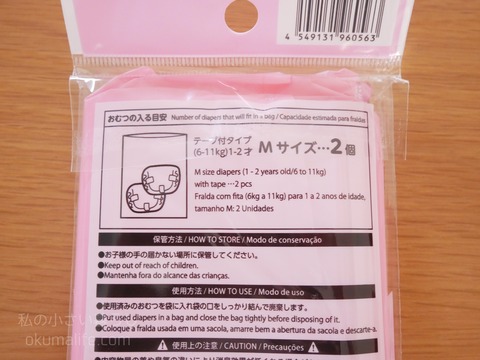 4 549131 960563
おむつの入る目安 Number of diapers that will fit in a bag / Capacidade estimada para fraldas
テープ付タイプ
(6-11kg)1-2才 Mサイズ…2個
M size diapers (1 - 2 years old/6 to 11kg)
with tape …2 pcs
Fralda com fita (6kg a 11kg) para 1 a 2 anos de idade,
tamanho M: 2 Unidades
保管方法 / HOW TO STORE / Modo de conservação
●お子様の手の届かない場所に保管してください。
●Keep out of reach of children.
●Mantenha fora do alcance das crianças.
使用方法 / HOW TO USE / Modo de uso
●使用済みのおむつを袋に入れ袋の口をしっかり結んで廃棄します。
●Put used diapers in a bag and close the bag tightly before disposing of it.
●Coloque a fralda usada em uma sacola, amarre bem a abertura da sacola e descarte-a.
使用上の注意 / CAUTION / Precauções
私の小さい
okumalife.com